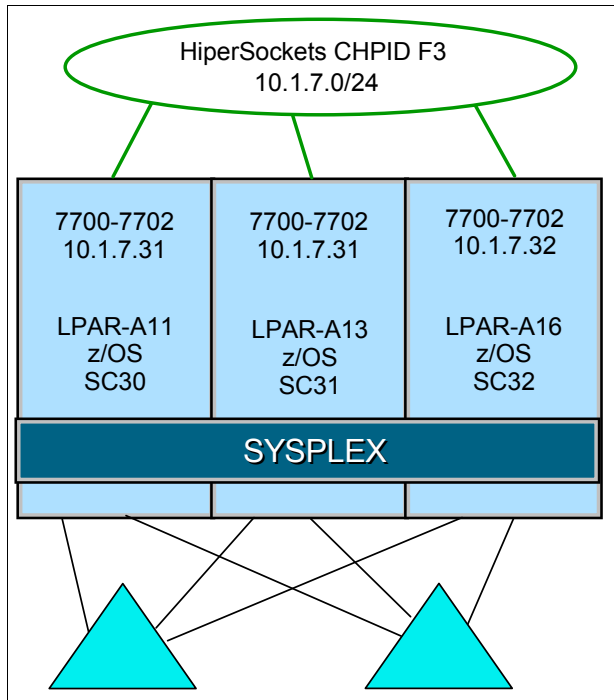 HiperSockets CHPID F3
10.1.7.0/24
7700-7702
10.1.7.31
LPAR-A11
z/OS
SC30
7700-7702
10.1.7.31
LPAR-A13
z/OS
SC31
7700-7702
10.1.7.32
LPAR-A16
z/OS
SC32
SYSPLEX